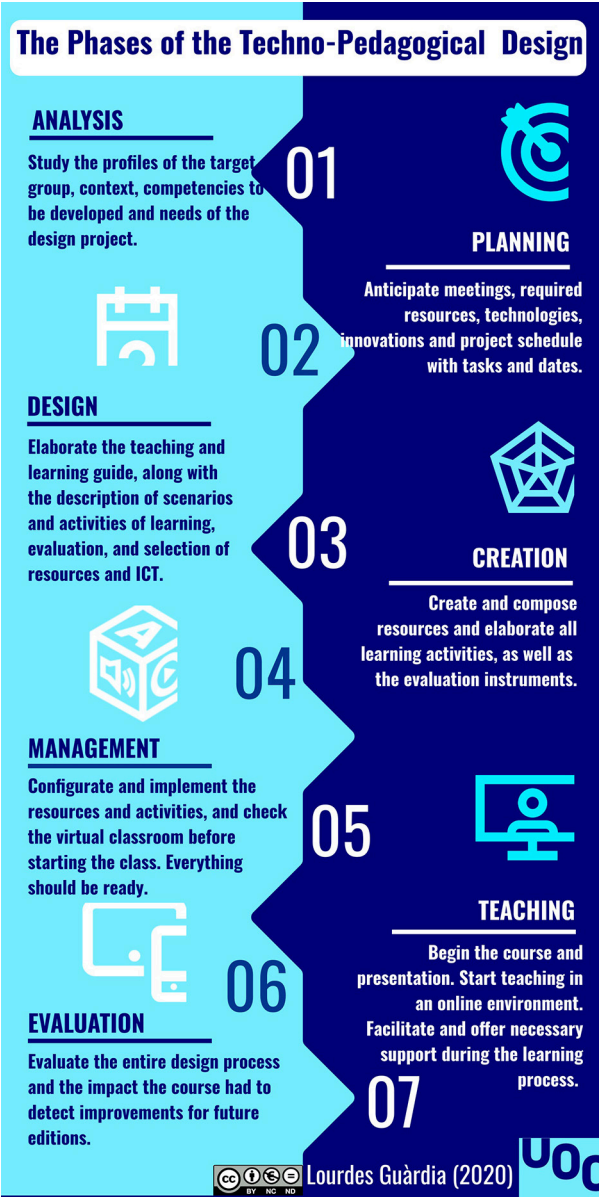 The Phases of the Techno-Pedagogical Design
ANALYSIS
Study the profiles of the target
group, context, competencies to
be developed and needs of the
design project.
01
PLANNING
Anticipate meetings, required
resources, technologies,
innovations and project schedule
with tasks and dates.
02
DESIGN
Elaborate the teaching and
learning guide, along with
the description of scenarios
and activities of learning,
evaluation, and selection of
resources and ICT.
03
CREATION
Create and compose
resources and elaborate all
learning activities, as well as
the evaluation instruments.
04
A
MANAGEMENT
Configurate and implement the
resources and activities, and check
the virtual classroom before
starting the class. Everything
should be ready.
05
TEACHING
Begin the course and
presentation. Start teaching in
an online environment.
Facilitate and offer necessary
support during the learning
process.
06
EVALUATION
Evaluate the entire design process
and the impact the course had to
detect improvements for future
editions.
07
cc BY NC ND
Lourdes Guàrdia (2020)
UOC